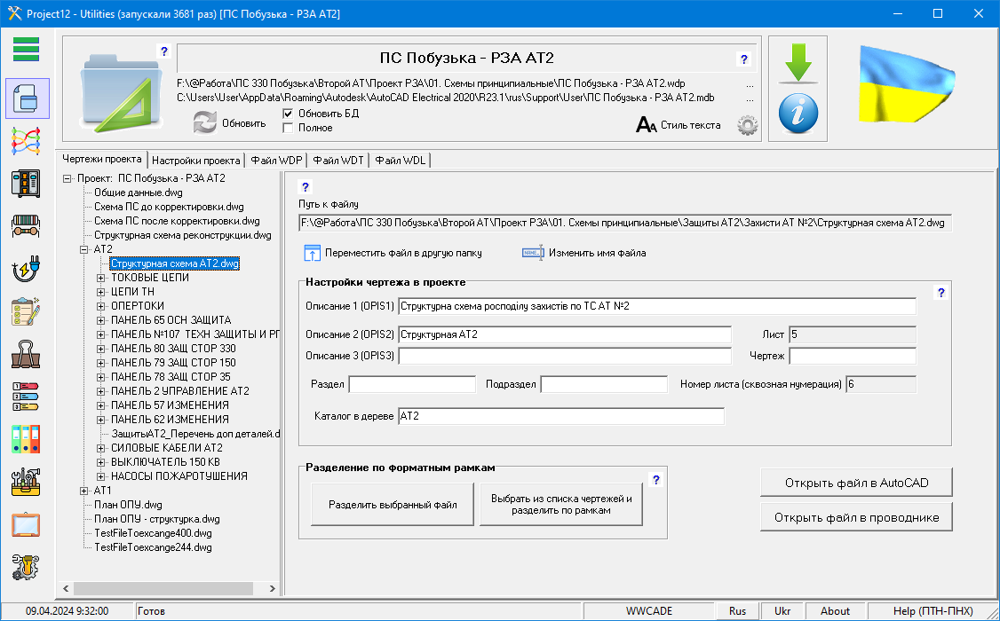 Project12 - Utilities (запускали 3681 раз) [ПС Побузька - РЗА АТ2]
?
ПС Побузька - РЗА АТ2
?
F:\@Работа\ПС 330 Побузька\Второй АТ\Проект РЗА\01. Схемы принципиальные\ПС Побузька - РЗА АТ2.wdp
...
C:\Users\User\AppData\Roaming\Autodesk\AutoCAD Electrical 2020\R23.1\rus\Support\User\ПС Побузька - РЗА АТ2.mdb
...
Обновить
Обновить БД
Полное
Стиль текста
Чертежи проекта
Настройки проекта
Файл WDP
Файл WDT
Файл WDL
Проект: ПС Побузька - РЗА АТ2
Общие данные.dwg
Схема ПС до корректировки.dwg
Схема ПС после корректировки.dwg
Структурная схема реконструкции.dwg
АТ2
Структурная схема АТ2.dwg
ТОКОВЫЕ ЦЕПИ
ЦЕПИ ТН
ОПЕРТОКИ
ПАНЕЛЬ 65 ОСН ЗАЩИТА
ПАНЕЛЬ №107 ТЕХН ЗАЩИТЫ И РГ
ПАНЕЛЬ 80 ЗАЩ СТОР 330
ПАНЕЛЬ 79 ЗАЩ СТОР 150
ПАНЕЛЬ 78 ЗАЩ СТОР 35
ПАНЕЛЬ 2 УПРАВЛЕНИЕ АТ2
ПАНЕЛЬ 57 ИЗМЕНЕНИЯ
ПАНЕЛЬ 62 ИЗМЕНЕНИЯ
ЗащитыАТ2_Перечень доп деталей.d
СИЛОВЫЕ КАБЕЛИ АТ2
ВЫКЛЮЧАТЕЛЬ 150 КВ
НАСОСЫ ПОЖАРОТУШЕНИЯ
АТ1
План ОПУ.dwg
План ОПУ - структурка.dwg
TestFileToexcange400.dwg
TestFileToexcange244.dwg
?
Путь к файлу
F:\@Работа\ПС 330 Побузька\Второй АТ\Проект РЗА\01. Схемы принципиальные\Защиты АТ2\Захисти АТ №2\Структурная схема АТ2.dwg
Переместить файл в другую папку
NAME
Изменить имя файла
Настройки чертежа в проекте
?
Описание 1 (OPIS1)
Структурна схема росподілу захистів по ТС АТ №2
Описание 2 (OPIS2)
Структурная АТ2
Лист
5
Описание 3 (OPIS3)
Чертеж
Раздел
Подраздел
Номер листа (сквозная нумерация)
6
Каталог в дереве
АТ2
Разделение по форматным рамкам
?
Разделить выбранный файл
Выбрать из списка чертежей и
разделить по рамкам
Открыть файл в AutoCAD
Открыть файл в проводнике
09.04.2024 9:32:00
Готов
WWCADE
Rus
Ukr
About
Help (ПТН-ПНХ)